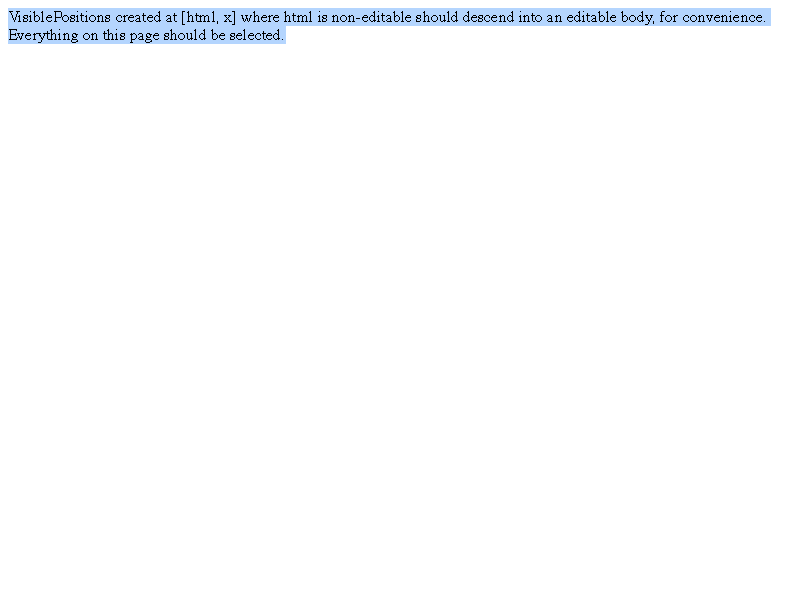 VisiblePositions created at [html, x] where html is non-editable should descend into an editable body, for convenience.
Everything on this page should be selected.